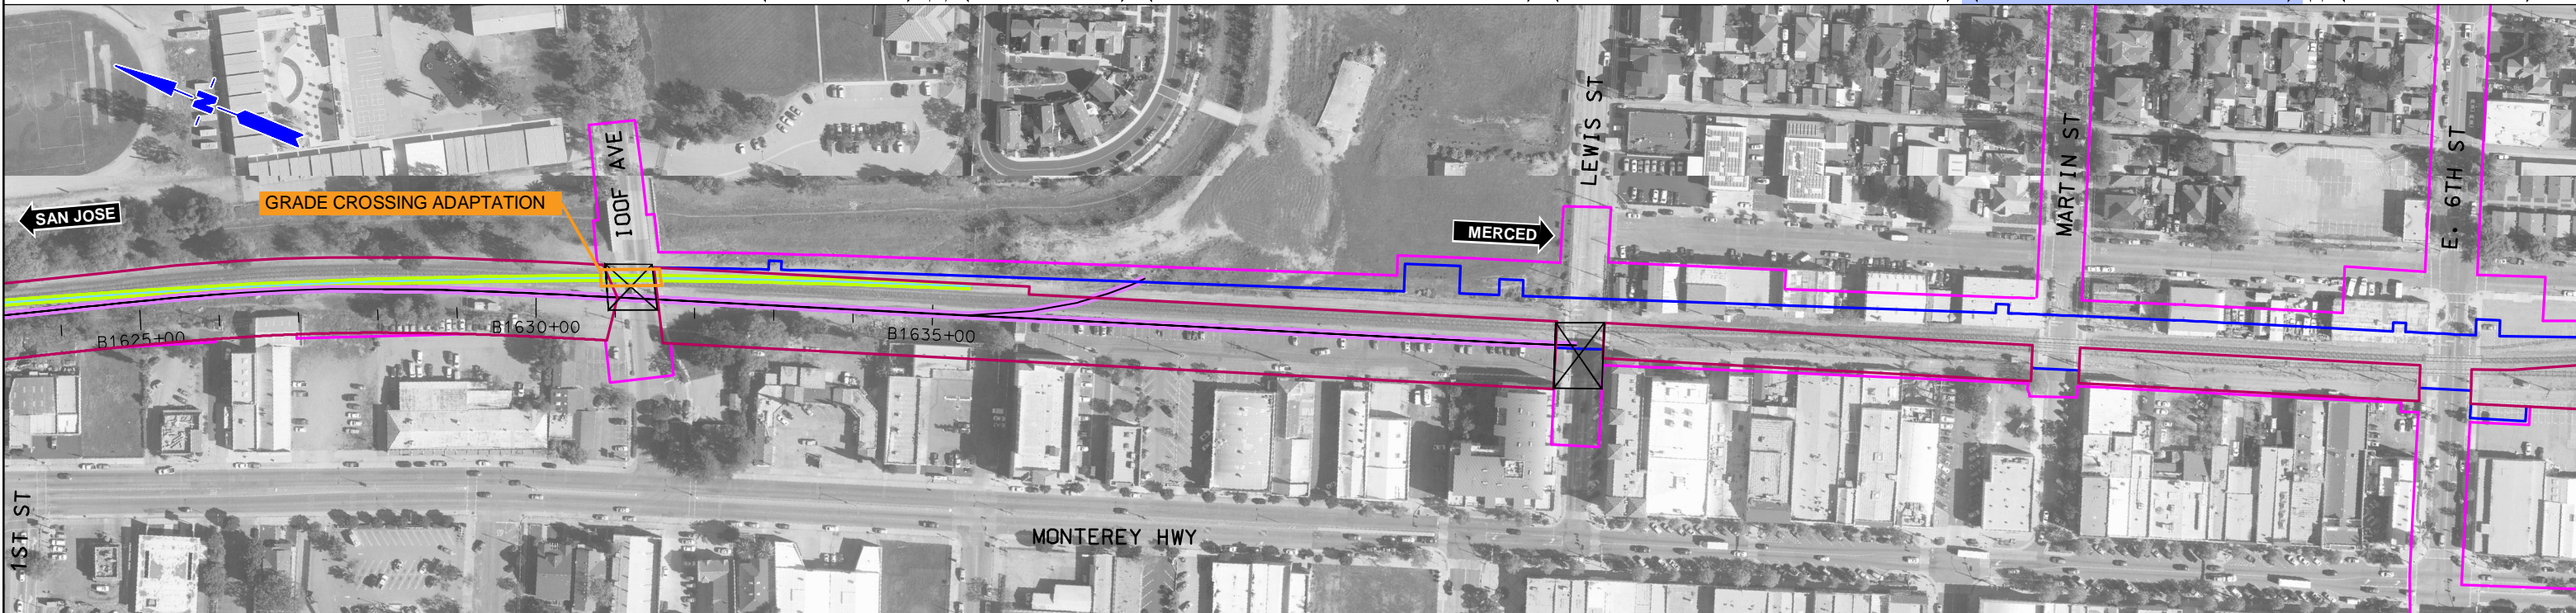 N
GRADE CROSSING ADAPTATION
SAN JOSE
IOOF AVE
MERCED
LEWIS ST
MARTIN ST
E. 6TH ST
B1625+00
B1630+00
B1635+00
1ST ST
MONTEREY HWY